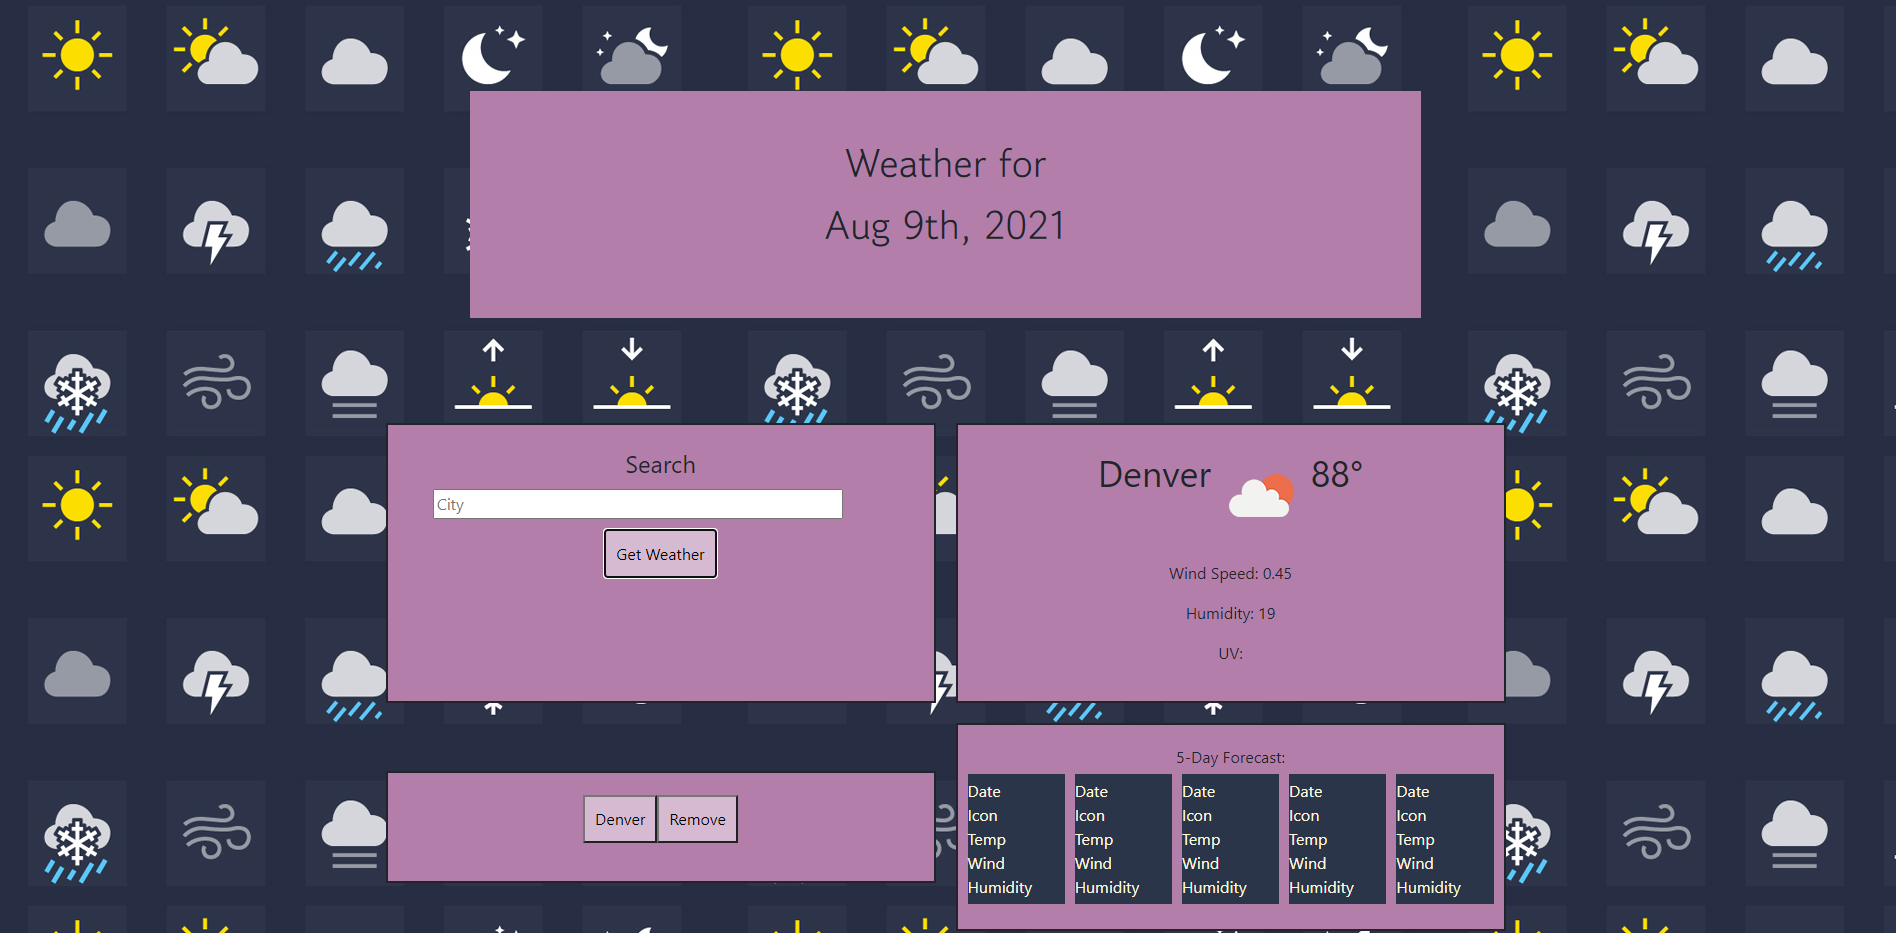 Weather for
Aug 9th, 2021
Search
City
Get Weather
Denver 88°
Wind Speed: 0.45
Humidity: 19
UV:
Denver Remove
5-Day Forecast:
Date Date Date Date Date
Icon Icon Icon Icon Icon
Temp Temp Temp Temp Temp
Wind Wind Wind Wind Wind
Humidity Humidity Humidity Humidity Humidity